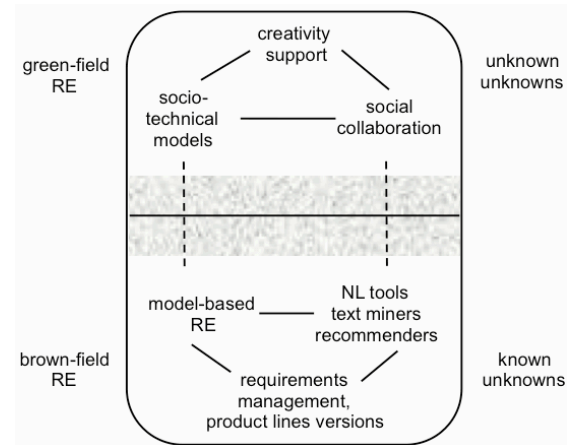 creativity
support
green-field
RE
unknown
unknowns
socio-
technical
models
social
collaboration
model-based
RE
NL tools
text miners
recommenders
brown-field
RE
known
unknowns
requirements
management,
product lines versions